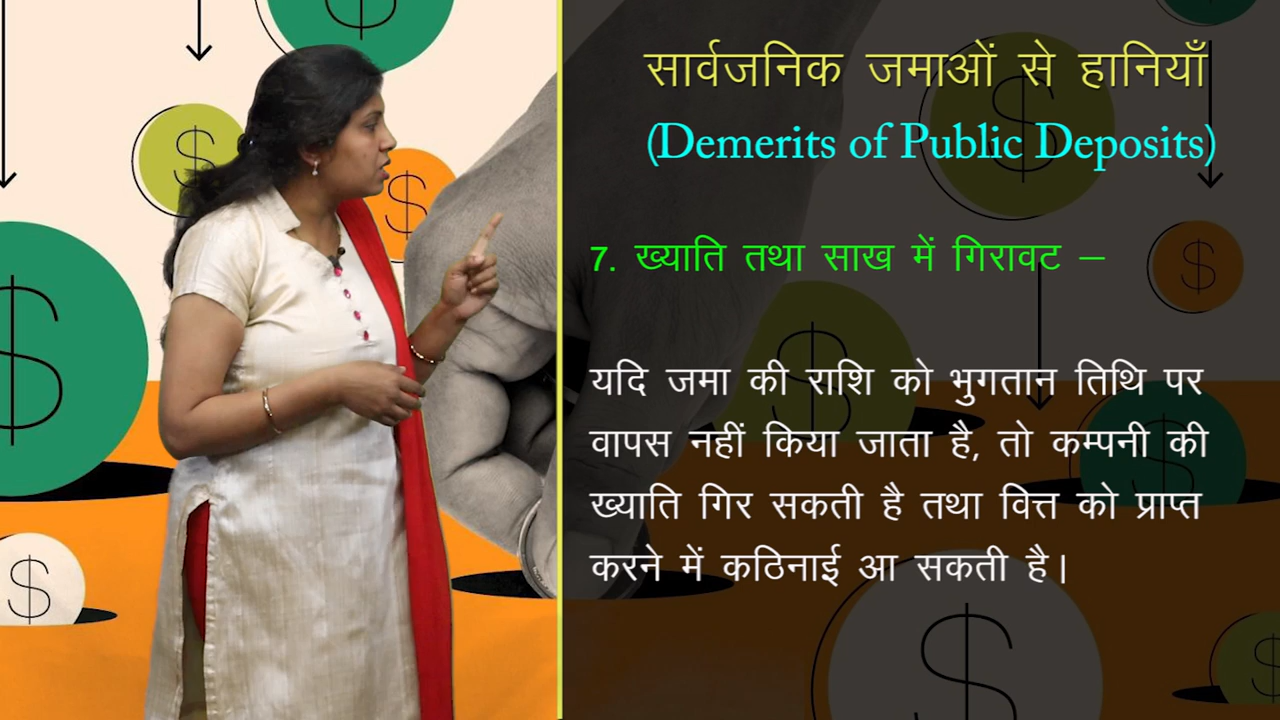 सार्वजनिक जमाओं से हानियाँ
(Demerits of Public Deposits)
7. ख्याति तथा साख में गिरावट –
यदि जमा की राशि को भुगतान तिथि पर
वापस नहीं किया जाता है, तो कम्पनी की
ख्याति गिर सकती है तथा वित्त को प्राप्त
करने में कठिनाई आ सकती है।